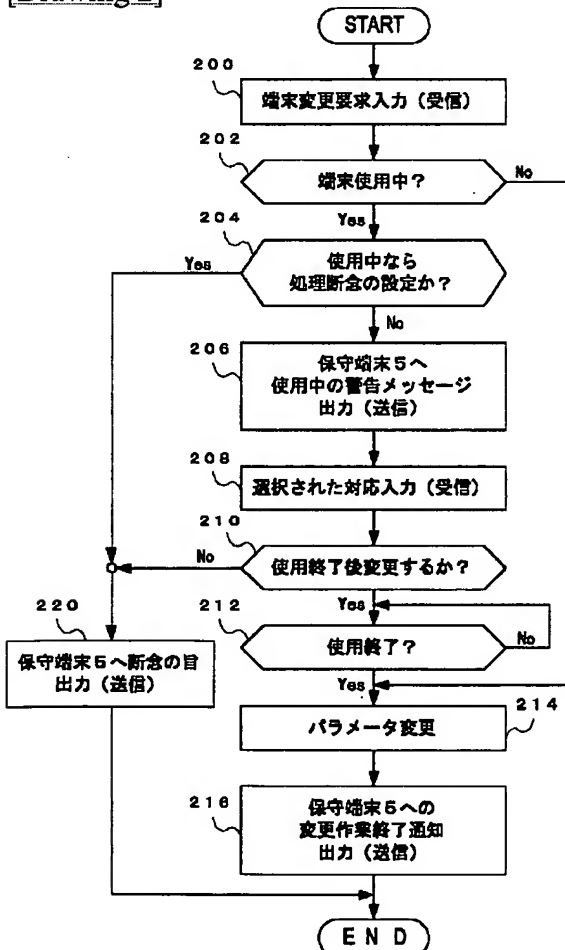 [Drawing 2]
START
200
端末変更要求入力（受信）
202
端末使用中？
No
Yes
204
使用中なら
処理断念の設定か？
Yes
No
206
保守端末5へ
使用中の警告メッセージ
出力（送信）
208
選択された対応入力（受信）
210
使用終了後変更するか？
No
Yes
212
使用終了？
No
Yes
220
保守端末5へ断念の旨
出力（送信）
214
パラメータ変更
216
保守端末5への
変更作業終了通知
出力（送信）
END